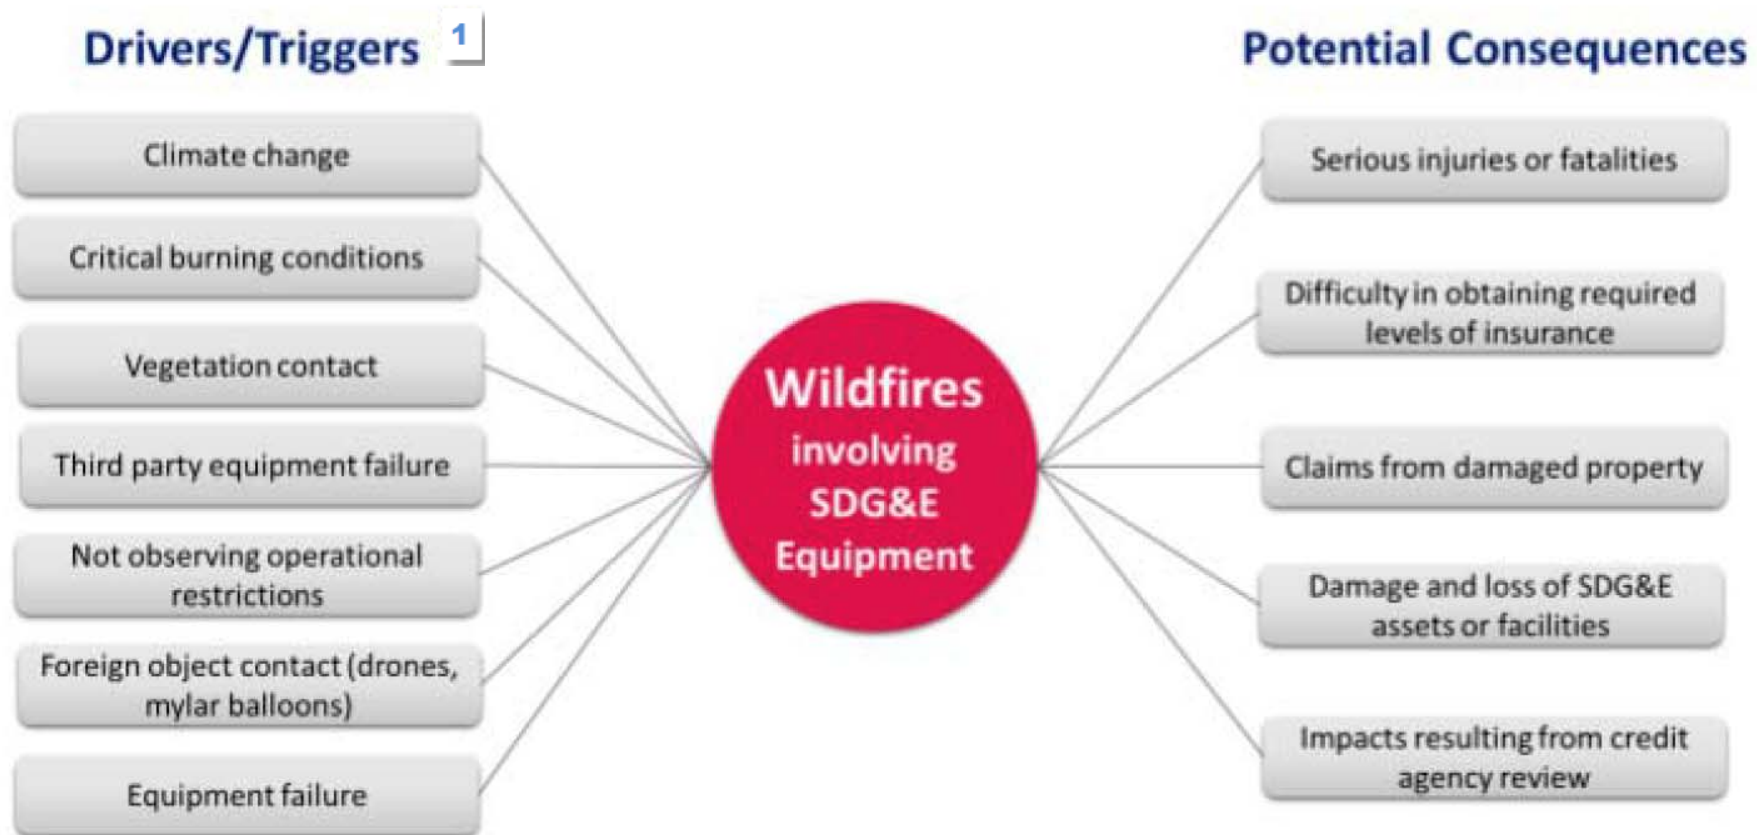 Drivers/Triggers 1
Climate change
Critical burning conditions
Vegetation contact
Third party equipment failure
Not observing operational
restrictions
Foreign object contact (drones,
mylar balloons)
Equipment failure
Wildfires
involving
SDG&E
Equipment
Potential Consequences
Serious injuries or fatalities
Difficulty in obtaining required
levels of insurance
Claims from damaged property
Damage and loss of SDG&E
assets or facilities
Impacts resulting from credit
agency review